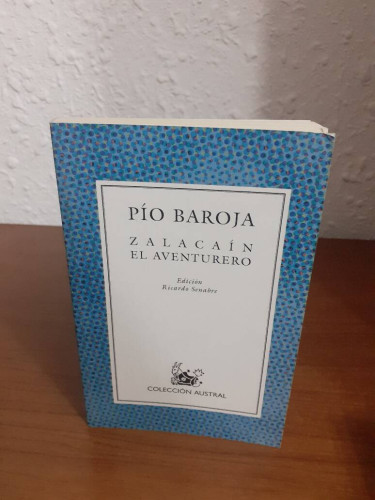 PÍO BAROJA
ZALACAÍN
EL AVENTURERO
Edición
Ricardo Senabre
COLECCIÓN AUSTRAL